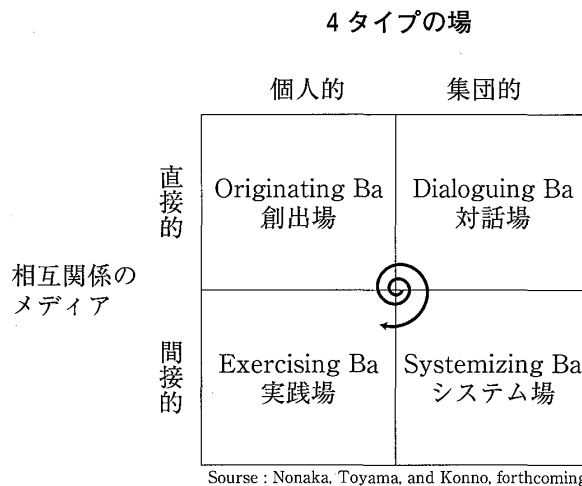 4タイプの場
個人的 集団的
直接的
Originating Ba Dialoguing Ba
創出場 対話場
相互関係の
メディア
間接的
Exercising Ba Systemizing Ba
実践場 システム場
Sourse : Nonaka, Toyama, and Konno, forthcoming